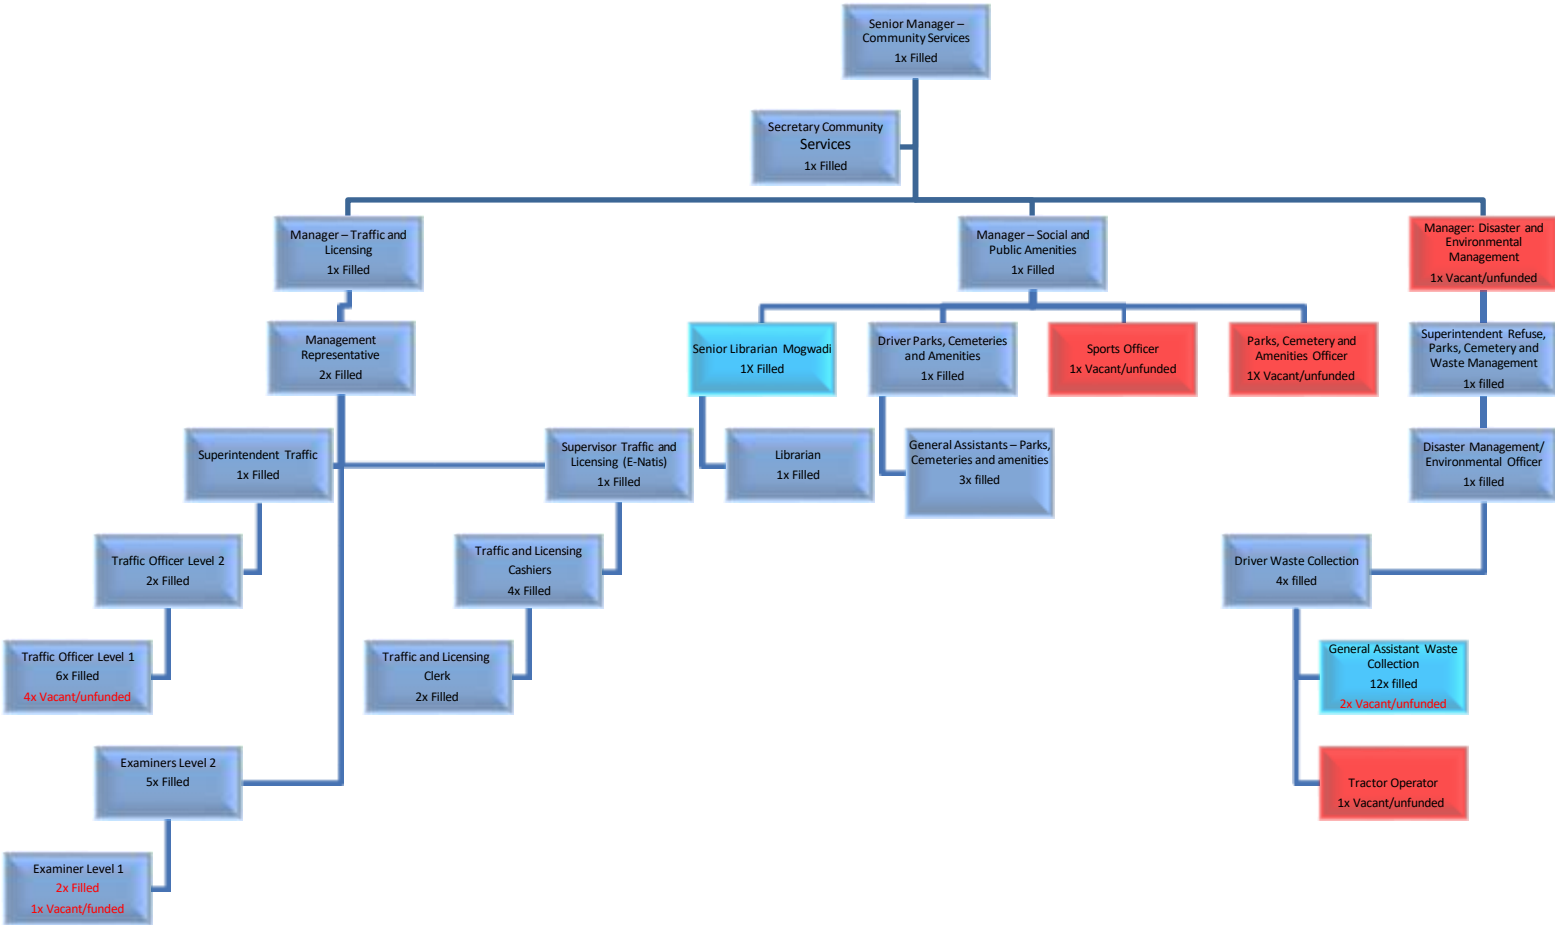 Senior Manager –
Community Services
1x Filled
Secretary Community
Services
1x Filled
Manager – Traffic and
Licensing
1x Filled
Manager – Social and
Public Amenities
1x Filled
Manager: Disaster and
Environmental
Management
1x Vacant/unfunded
Management
Representative
2x Filled
Senior Librarian Mogwadi
1X Filled
Driver Parks, Cemeteries
and Amenities
1x Filled
Sports Officer
1x Vacant/unfunded
Parks, Cemetery and
Amenities Officer
1X Vacant/unfunded
Superintendent Refuse,
Parks, Cemetery and
Waste Management
1x filled
Superintendent Traffic
1x Filled
Supervisor Traffic and
Licensing (E-Natis)
1x Filled
Librarian
1x Filled
General Assistants – Parks,
Cemeteries and amenities
3x filled
Disaster Management/
Environmental Officer
1x filled
Traffic Officer Level 2
2x Filled
Traffic and Licensing
Cashiers
4x Filled
Driver Waste Collection
4x filled
Traffic Officer Level 1
6x Filled
4x Vacant/unfunded
Traffic and Licensing
Clerk
2x Filled
General Assistant Waste
Collection
12x filled
2x Vacant/unfunded
Examiners Level 2
5x Filled
Tractor Operator
1x Vacant/unfunded
Examiner Level 1
2x Filled
1x Vacant/funded